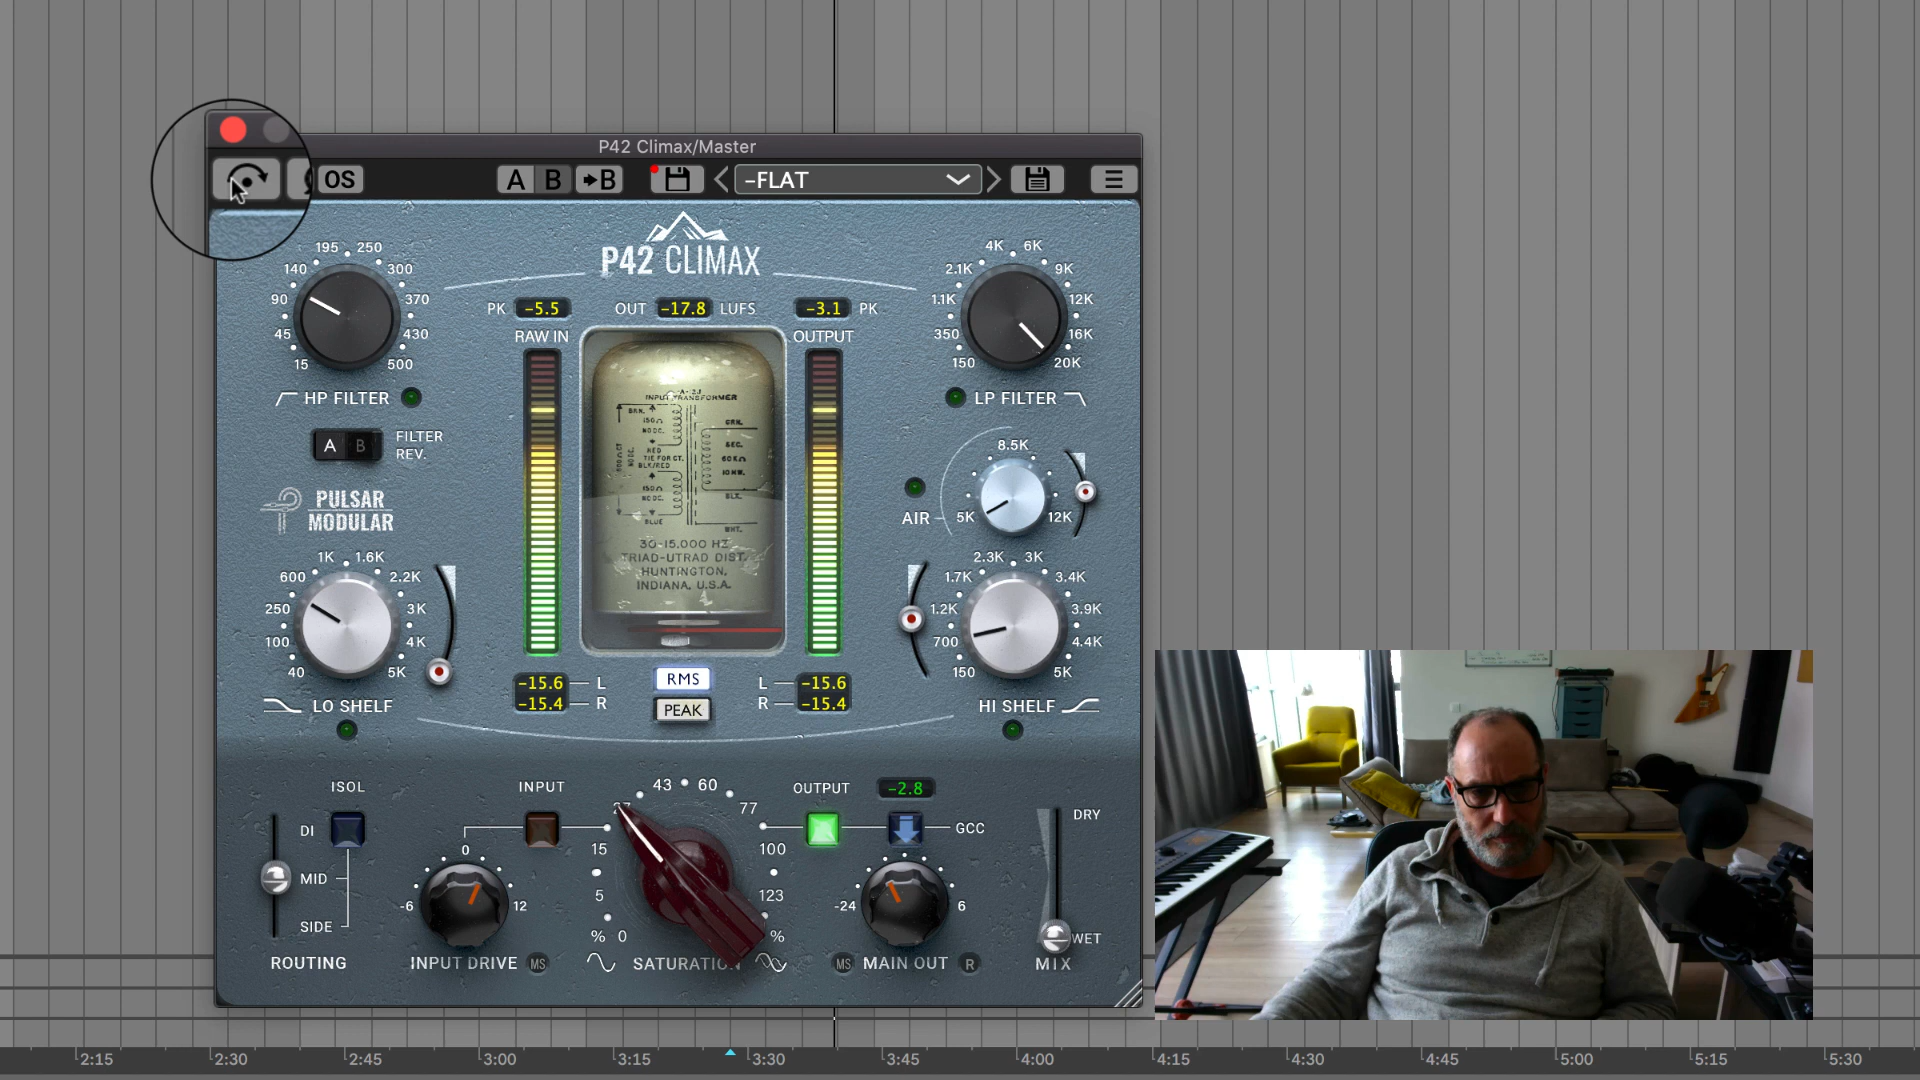 P42 Climax/Master
OS
A B →B
–FLAT
P42 CLIMAX
195 250
140 300
90 370
45 430
15 500
HP FILTER
A B
FILTER REV.
PULSAR MODULAR
PK -5.5
OUT -17.8 LUFS
-3.1 PK
RAW IN
OUTPUT
INPUT TRANSFORMER
30-15.000 HZ
TRIAD-UTRAD DIST.
HUNTINGTON,
INDIANA, U.S.A.
4K 6K
2.1K 9K
1.1K 12K
350 16K
150 20K
LP FILTER
8.5K
AIR
5K 12K
1K 1.6K
600 2.2K
250 3K
100 4K
40 5K
LO SHELF
2.3K 3K
1.7K 3.4K
1.2K 3.9K
700 4.4K
150 5K
HI SHELF
-15.6 L
-15.4 R
RMS
PEAK
L -15.6
R -15.4
ISOL
DI
MID
SIDE
ROUTING
INPUT
0
-6 12
INPUT DRIVE MS
43 60
77
15 100
5 123
% 0 %
SATURATION
OUTPUT -2.8
GCC
-24 6
MS MAIN OUT R
DRY
WET
MIX
2:15 2:30 2:45 3:00 3:15 3:30 3:45 4:00 4:15 4:30 4:45 5:00 5:15 5:30